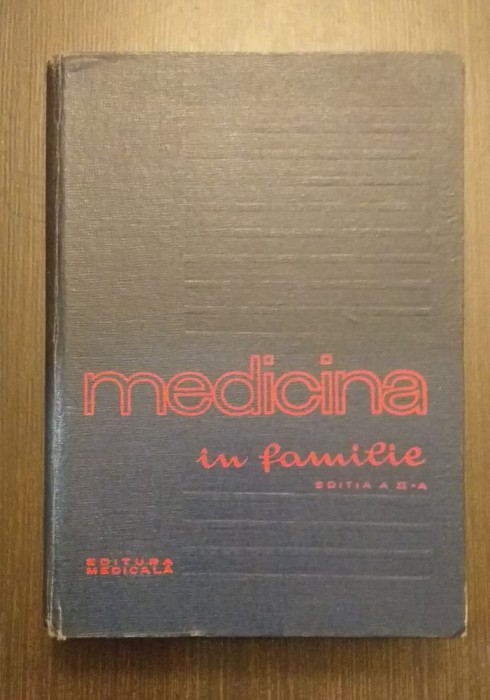 medicina
in familie
EDITIA A II-A
EDITURA
MEDICALĂ